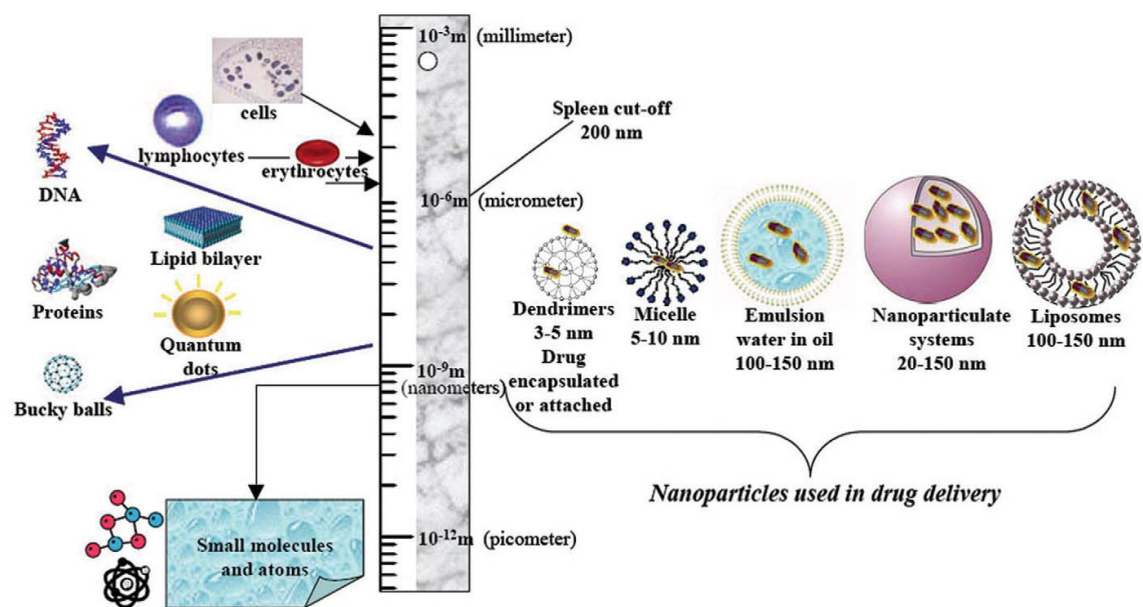 10⁻³m (millimeter)
cells
Spleen cut-off
200 nm
lymphocytes
erythrocytes
DNA
10⁻⁶m (micrometer)
Lipid bilayer
Proteins
Quantum
dots
Bucky balls
Dendrimers
3-5 nm
Drug
encapsulated
or attached
Micelle
5-10 nm
Emulsion
water in oil
100-150 nm
Nanoparticulate
systems
20-150 nm
Liposomes
100-150 nm
10⁻⁹m
(nanometers)
Nanoparticles used in drug delivery
Small molecules
and atoms
10⁻¹²m (picometer)